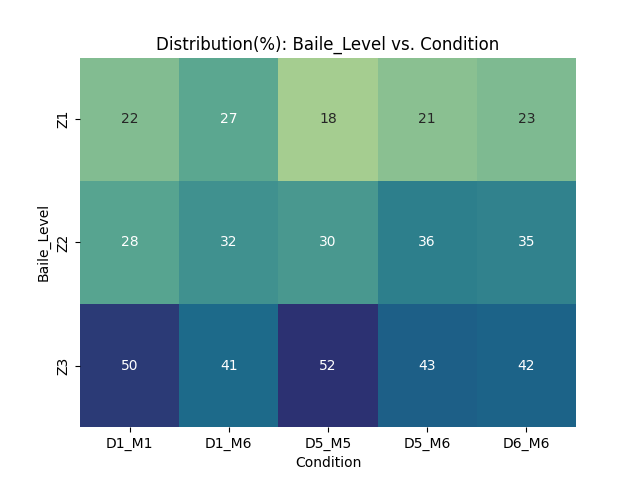 Distribution(%): Baile_Level vs. Condition
Baile_Level
Z1 22 27 18 21 23
Z2 28 32 30 36 35
Z3 50 41 52 43 42
D1_M1 D1_M6 D5_M5 D5_M6 D6_M6
Condition